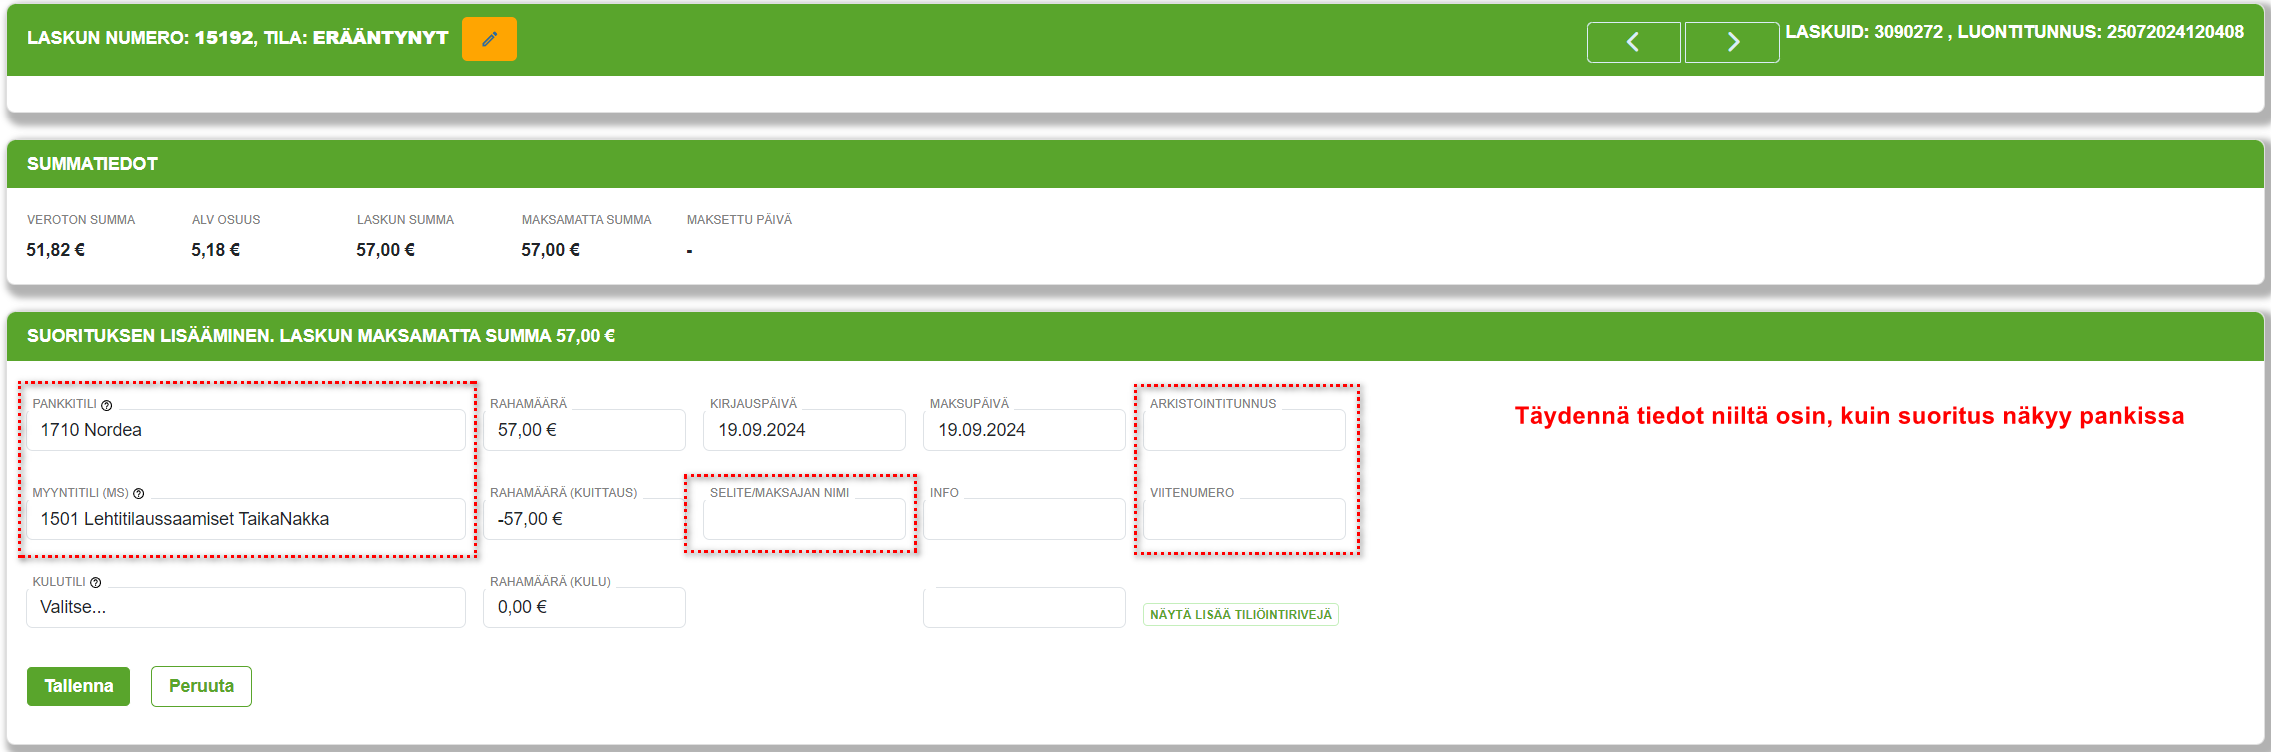 LASKUN NUMERO: 15192, TILA: ERÄÄNTYNYT
LASKUID: 3090272 , LUONTITUNNUS: 25072024120408
SUMMATIEDOT
VEROTON SUMMA ALV OSUUS LASKUN SUMMA MAKSAMATTA SUMMA MAKSETTU PÄIVÄ
51,82 € 5,18 € 57,00 € 57,00 € -
SUORITUKSEN LISÄÄMINEN. LASKUN MAKSAMATTA SUMMA 57,00 €
PANKKITILI RAHAMÄÄRÄ KIRJAUSPÄIVÄ MAKSUPÄIVÄ ARKISTOINTITUNNUS
1710 Nordea 57,00 € 19.09.2024 19.09.2024
Täydennä tiedot niiltä osin, kuin suoritus näkyy pankissa
MYYNTITILI (MS) RAHAMÄÄRÄ (KUITTAUS) SELITE/MAKSAJAN NIMI INFO VIITENUMERO
1501 Lehtitilaussaamiset TaikaNakka -57,00 €
KULUTILI RAHAMÄÄRÄ (KULU)
Valitse... 0,00 €
NÄYTÄ LISÄÄ TILIÖINTIRIVEJÄ
Tallenna Peruuta